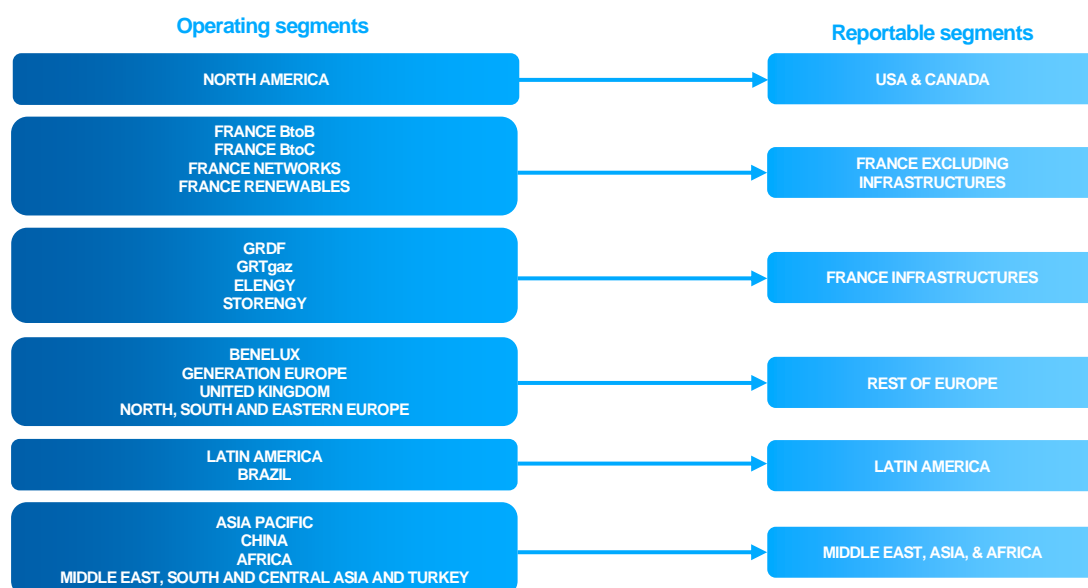 Operating segments
Reportable segments
NORTH AMERICA
USA & CANADA
FRANCE BtoB
FRANCE BtoC
FRANCE NETWORKS
FRANCE RENEWABLES
FRANCE EXCLUDING
INFRASTRUCTURES
GRDF
GRTgaz
ELENGY
STORENGY
FRANCE INFRASTRUCTURES
BENELUX
GENERATION EUROPE
UNITED KINGDOM
NORTH, SOUTH AND EASTERN EUROPE
REST OF EUROPE
LATIN AMERICA
BRAZIL
LATIN AMERICA
ASIA PACIFIC
CHINA
AFRICA
MIDDLE EAST, SOUTH AND CENTRAL ASIA AND TURKEY
MIDDLE EAST, ASIA, & AFRICA